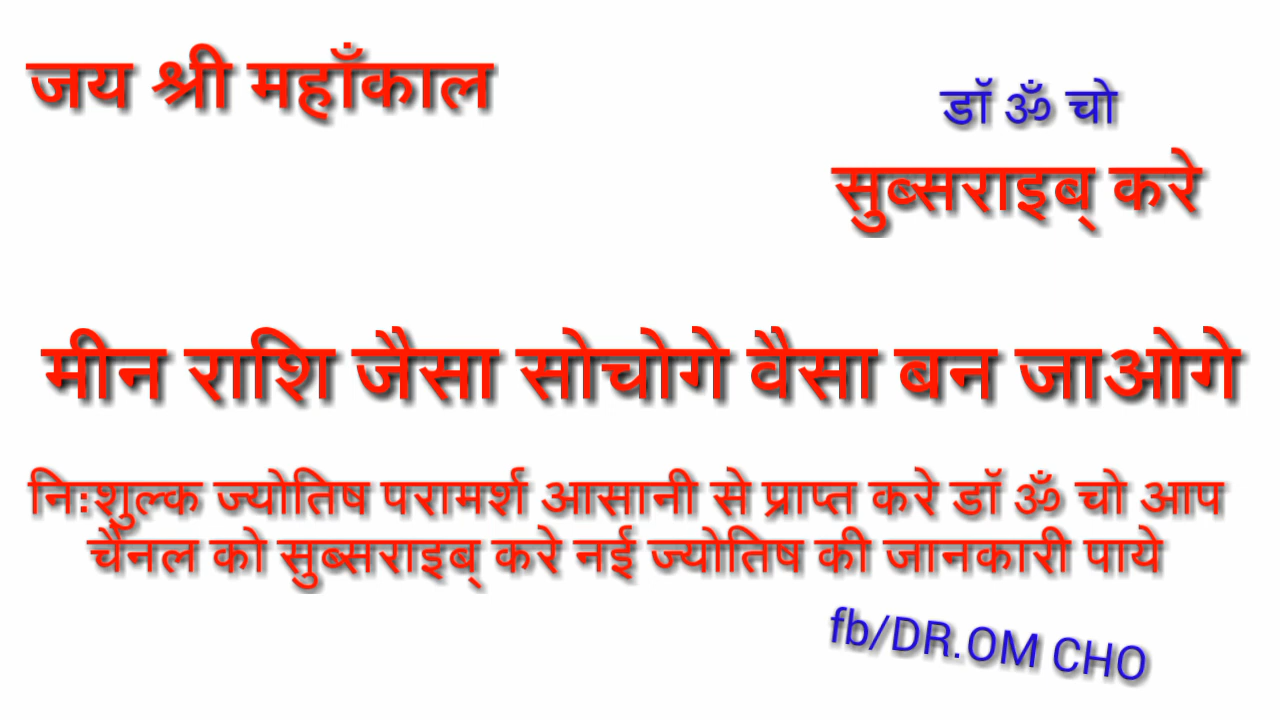 जय श्री महाँकाल
डॉ ॐ चो
सुब्सराइब् करे
मीन राशि जैसा सोचोगे वैसा बन जाओगे
निःशुल्क ज्योतिष परामर्श आसानी से प्राप्त करे डॉ ॐ चो आप
चैनल को सुब्सराइब् करे नई ज्योतिष की जानकारी पाये
fb/DR.OM CHO